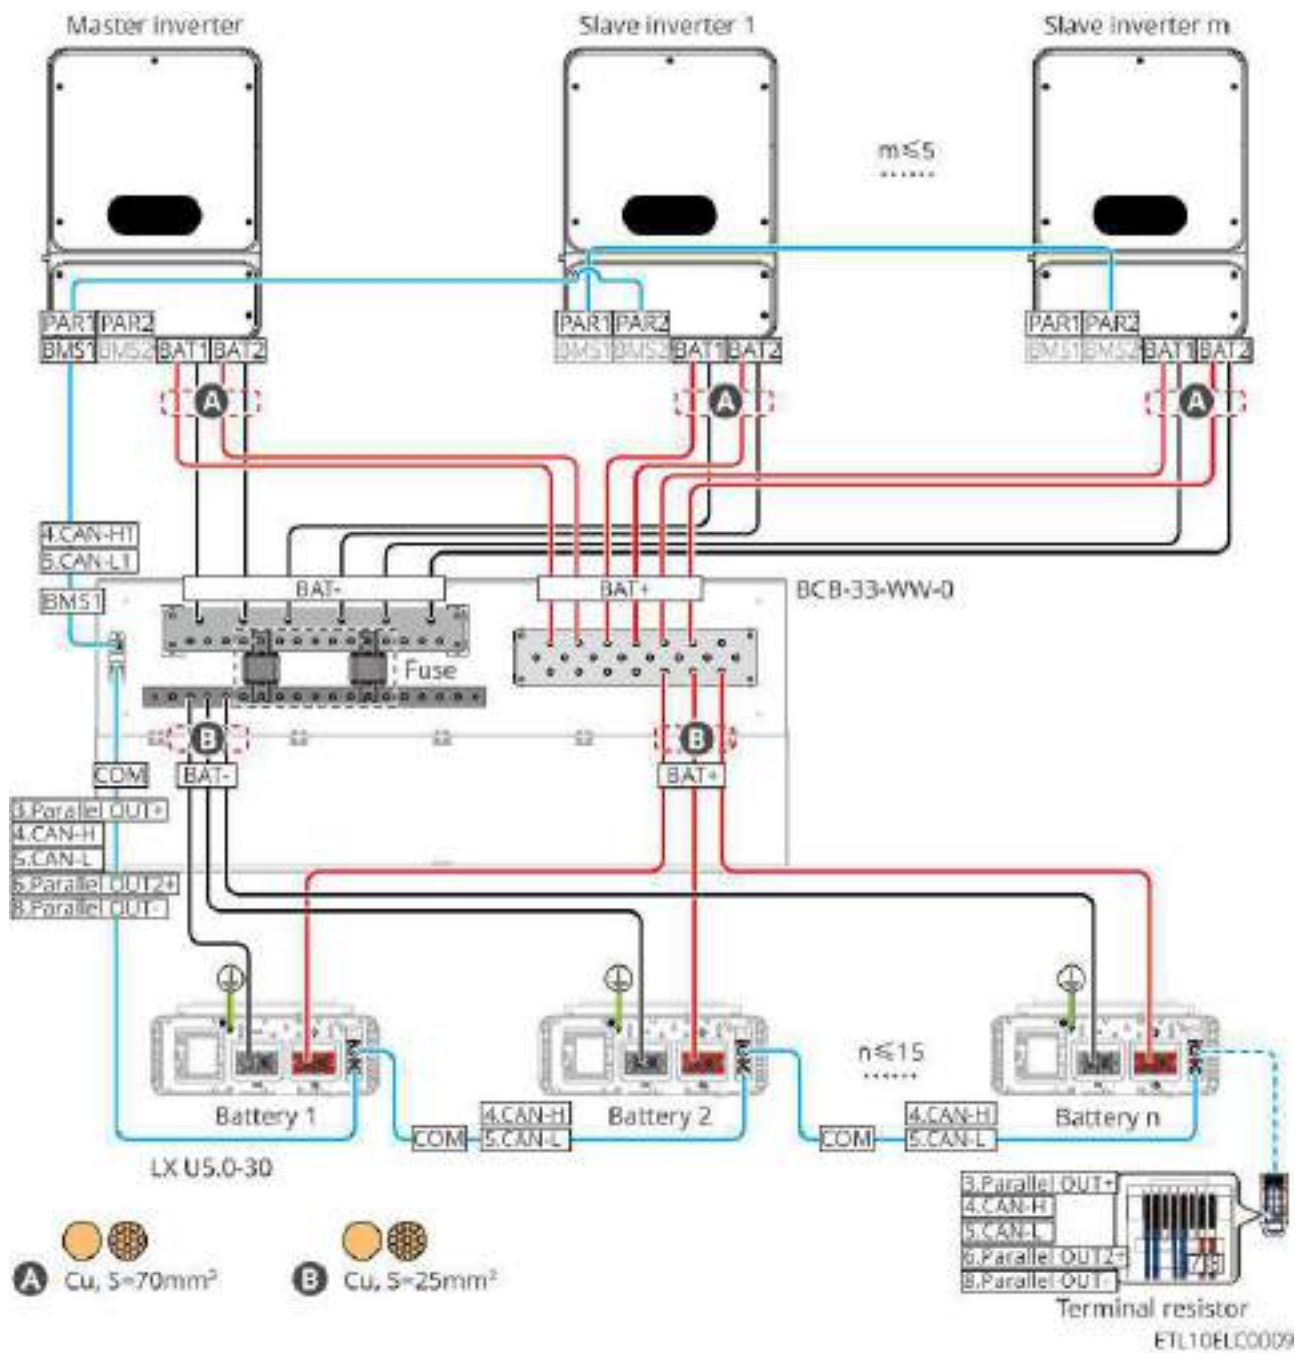 Master inverter
Slave inverter 1
Slave inverter m
m≤5
......
PAR1 PAR2
BMS1 BMS2 BAT1 BAT2
PAR1 PAR2
BMS1 BMS2 BAT1 BAT2
PAR1 PAR2
BMS1 BMS2 BAT1 BAT2
A
A
A
4.CAN-H1
5.CAN-L1
BMS1
BAT-
BAT+
BCB-33-WW-0
Fuse
B
B
COM
BAT-
BAT+
3.Parallel OUT+
4.CAN-H
5.CAN-L
6.Parallel OUT2+
8.Parallel OUT-
n≤15
......
Battery 1
Battery 2
Battery n
COM
4.CAN-H
5.CAN-L
COM
4.CAN-H
5.CAN-L
LX U5.0-30
3.Parallel OUT+
4.CAN-H
5.CAN-L
6.Parallel OUT2+
8.Parallel OUT-
Terminal resistor
A Cu, S=70mm²
B Cu, S=25mm²
ETL10ELC0009